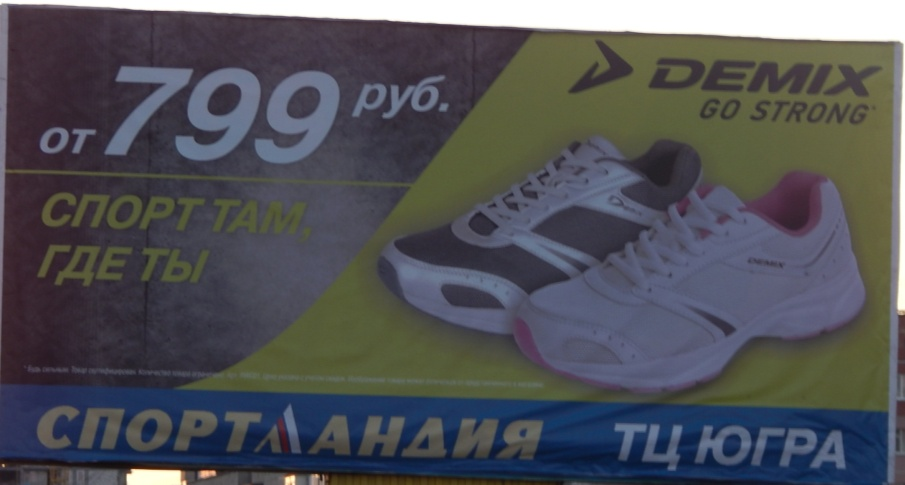 от 799 руб.
DEMIX
GO STRONG*
СПОРТ ТАМ,
ГДЕ ТЫ
DEMIX
СПОРТЛАНДИЯ
ТЦ ЮГРА